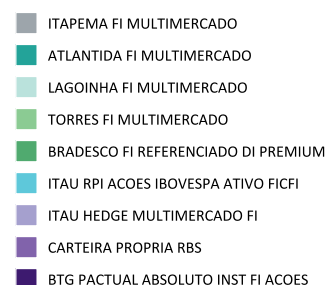 ITAPEMA FI MULTIMERCADO
ATLANTIDA FI MULTIMERCADO
LAGOINHA FI MULTIMERCADO
TORRES FI MULTIMERCADO
BRADESCO FI REFERENCIADO DI PREMIUM
ITAU RPI ACOES IBOVESPA ATIVO FICFI
ITAU HEDGE MULTIMERCADO FI
CARTEIRA PROPRIA RBS
BTG PACTUAL ABSOLUTO INST FI ACOES